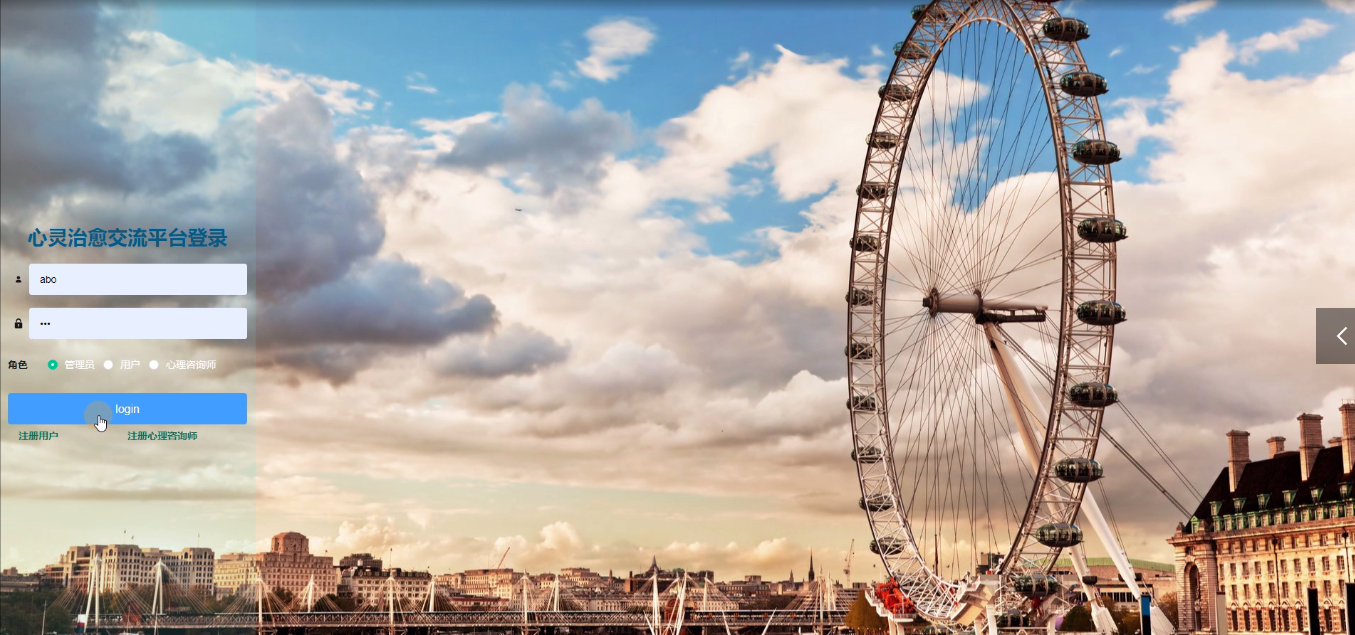 心灵治愈交流平台登录
abo
•••
角色 管理员 用户 心理咨询师
login
注册用户 注册心理咨询师